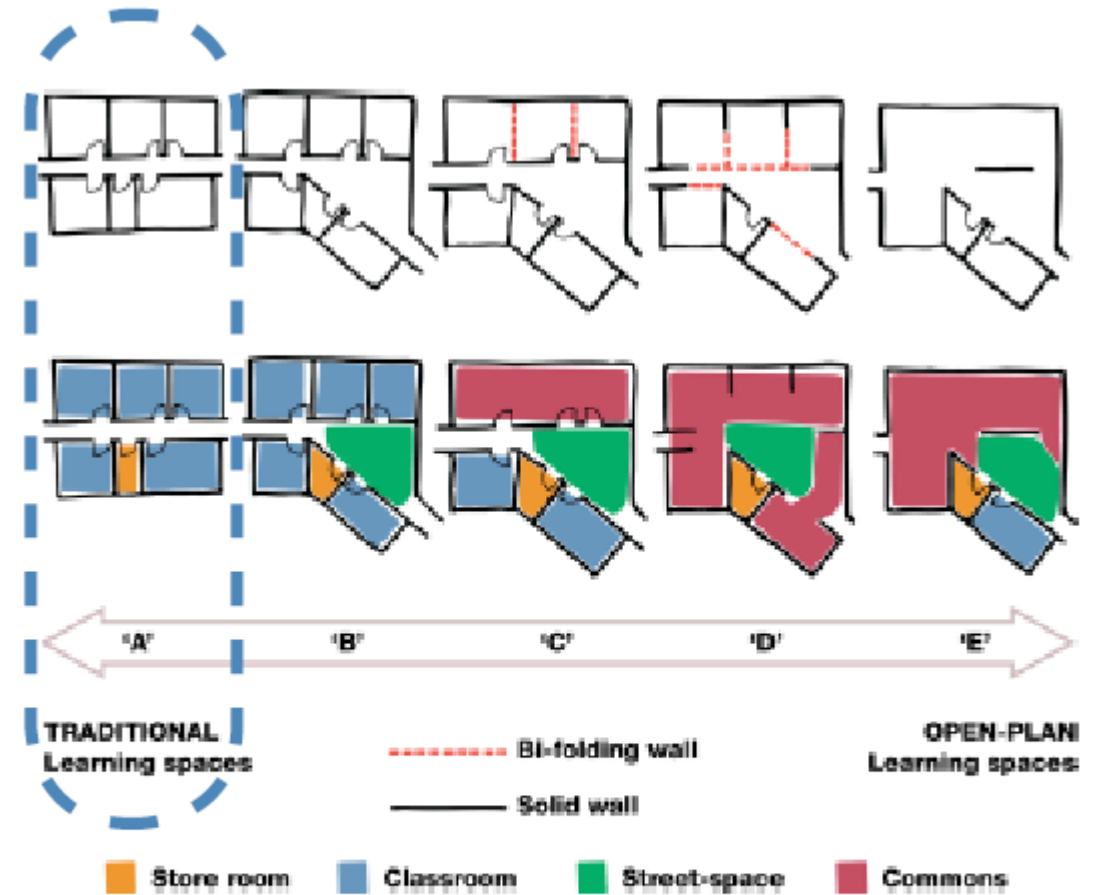 'A' 'B' 'C' 'D' 'E'
TRADITIONAL
Learning spaces
OPEN-PLAN
Learning spaces
Bi-folding wall
Solid wall
Store room Classroom Street-space Commons